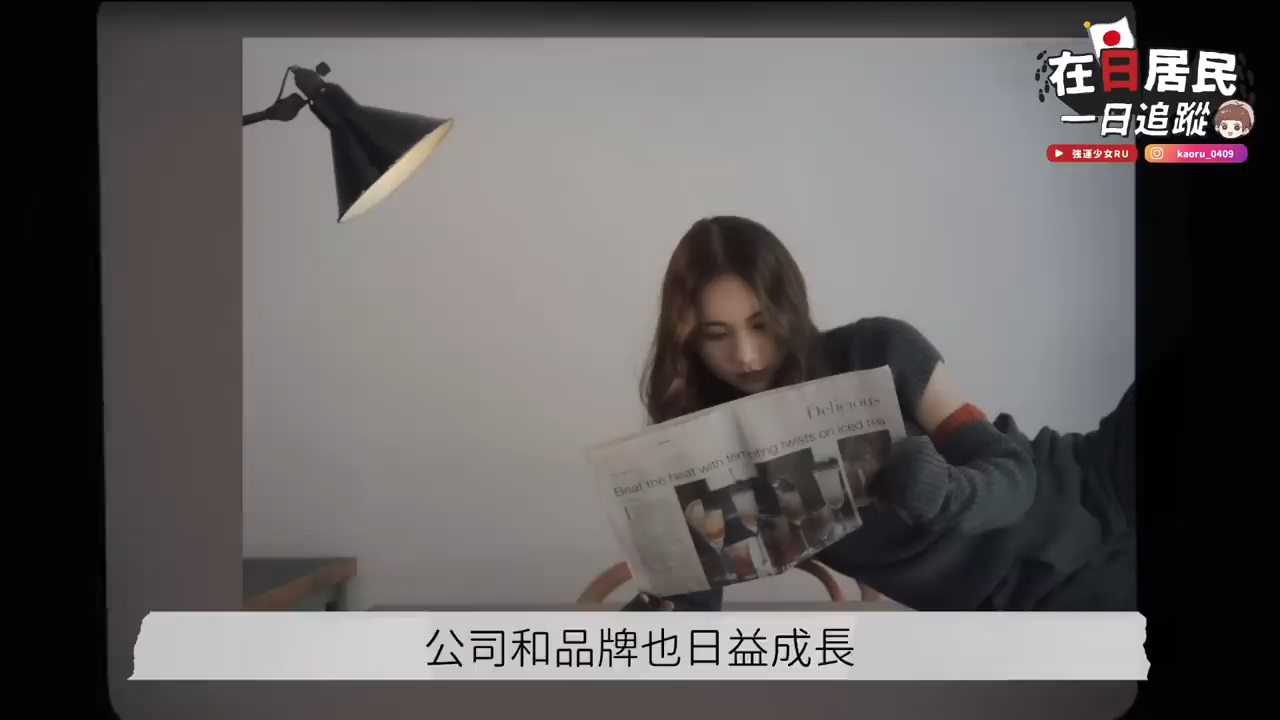 在日居民
一日追蹤
強運少女RU
kaoru_0409
Delicious
Beat the heat with tempting twists on iced tea
公司和品牌也日益成長